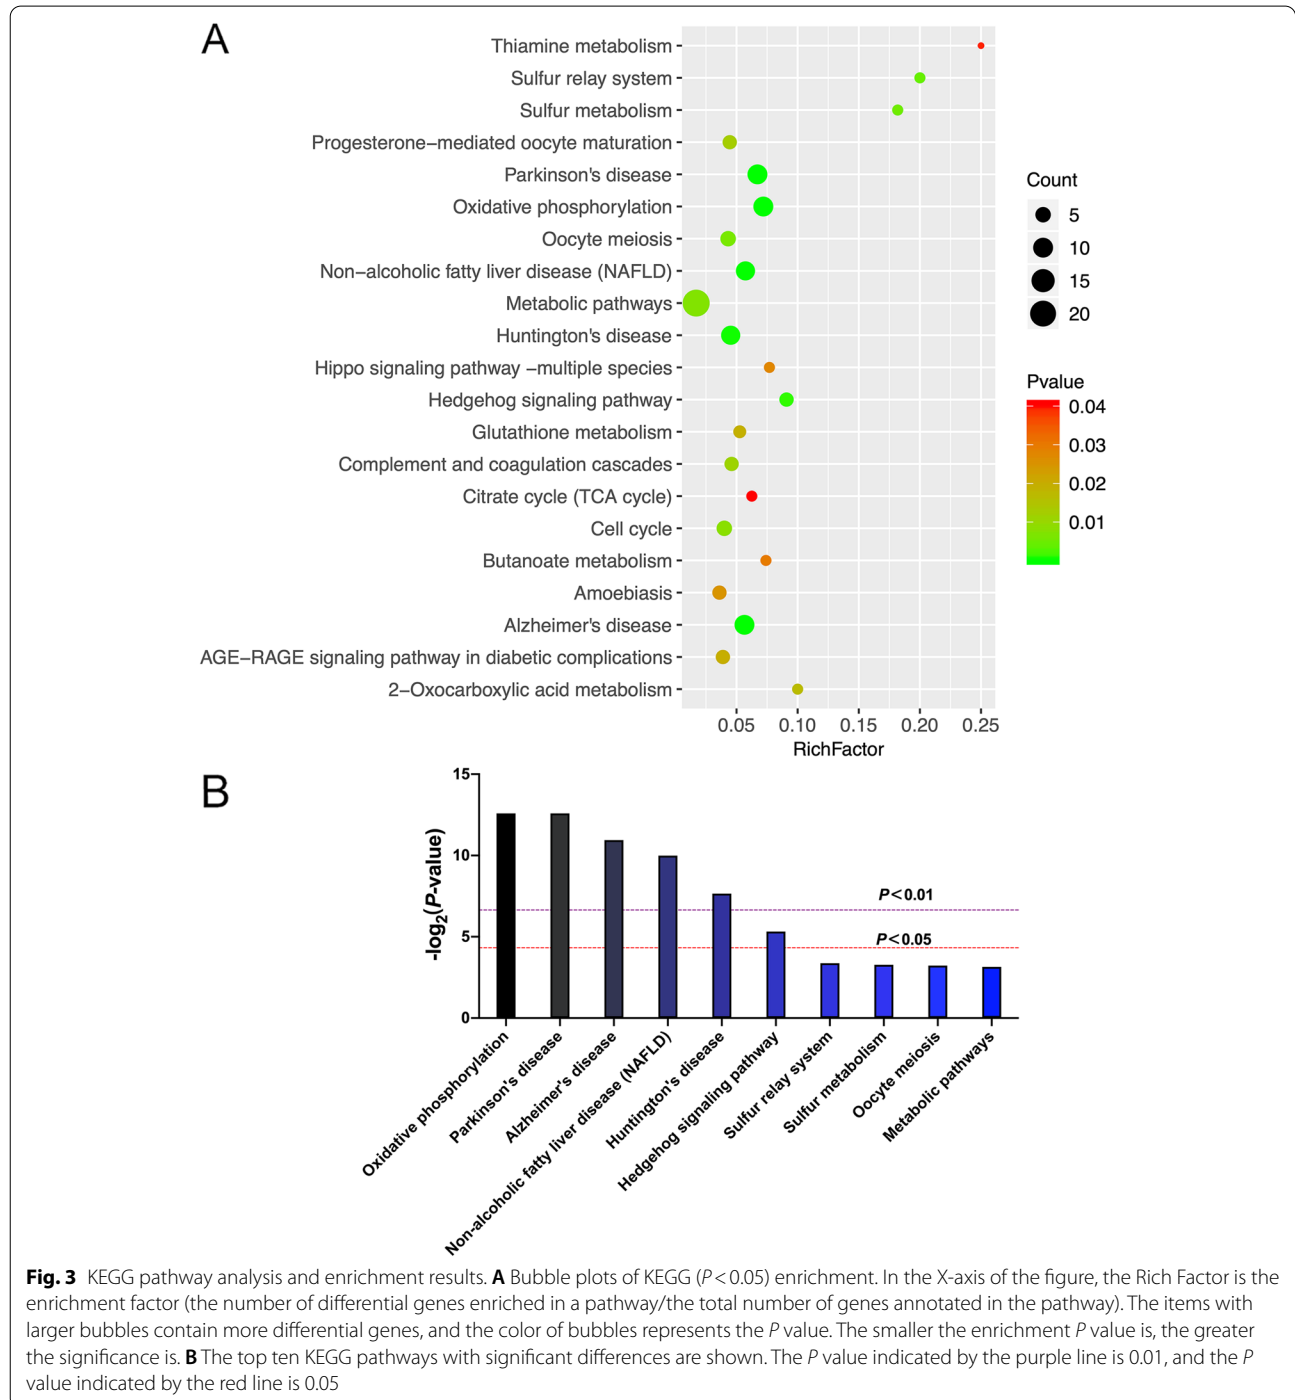 A
Thiamine metabolism
Sulfur relay system
Sulfur metabolism
Progesterone−mediated oocyte maturation
Parkinson's disease
Oxidative phosphorylation
Oocyte meiosis
Non−alcoholic fatty liver disease (NAFLD)
Metabolic pathways
Huntington's disease
Hippo signaling pathway −multiple species
Hedgehog signaling pathway
Glutathione metabolism
Complement and coagulation cascades
Citrate cycle (TCA cycle)
Cell cycle
Butanoate metabolism
Amoebiasis
Alzheimer's disease
AGE−RAGE signaling pathway in diabetic complications
2−Oxocarboxylic acid metabolism
0.05 0.10 0.15 0.20 0.25
RichFactor
Count
5
10
15
20
Pvalue
0.04
0.03
0.02
0.01
B
15
10
5
0
-log2(P-value)
P<0.01
P<0.05
Oxidative phosphorylation
Parkinson's disease
Alzheimer's disease
Non-alcoholic fatty liver disease (NAFLD)
Huntington's disease
Hedgehog signaling pathway
Sulfur relay system
Sulfur metabolism
Oocyte meiosis
Metabolic pathways
Fig. 3 KEGG pathway analysis and enrichment results. A Bubble plots of KEGG (P < 0.05) enrichment. In the X-axis of the figure, the Rich Factor is the
enrichment factor (the number of differential genes enriched in a pathway/the total number of genes annotated in the pathway). The items with
larger bubbles contain more differential genes, and the color of bubbles represents the P value. The smaller the enrichment P value is, the greater
the significance is. B The top ten KEGG pathways with significant differences are shown. The P value indicated by the purple line is 0.01, and the P
value indicated by the red line is 0.05